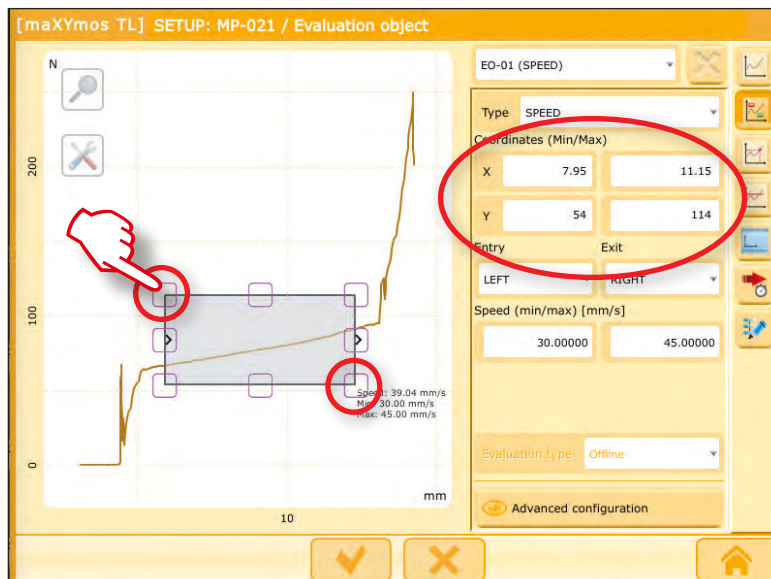 [maXYmos TL] SETUP: MP-021 / Evaluation object
N
200
100
0
10
mm
Speed: 39.04 mm/s
Min: 30.00 mm/s
Max: 45.00 mm/s
EO-01 (SPEED)
Type SPEED
Coordinates (Min/Max)
X 7.95 11.15
Y 54 114
Entry Exit
LEFT RIGHT
Speed (min/max) [mm/s]
30.00000 45.00000
Evaluation type Offline
Advanced configuration